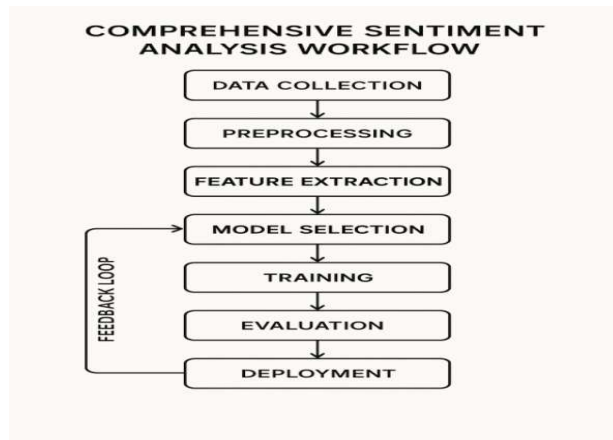 COMPREHENSIVE SENTIMENT
ANALYSIS WORKFLOW
DATA COLLECTION
PREPROCESSING
FEATURE EXTRACTION
MODEL SELECTION
TRAINING
EVALUATION
DEPLOYMENT
FEEDBACK LOOP